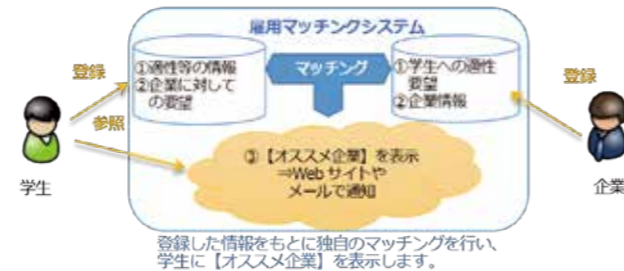 雇用マッチングシステム
登録
①適性等の情報
②企業に対して
の要望
マッチング
①学生への適性
要望
②企業情報
登録
参照
③【オススメ企業】を表示
⇒Webサイトや
メールで通知
学生
企業
登録した情報をもとに独自のマッチングを行い、
学生に【オススメ企業】を表示します。